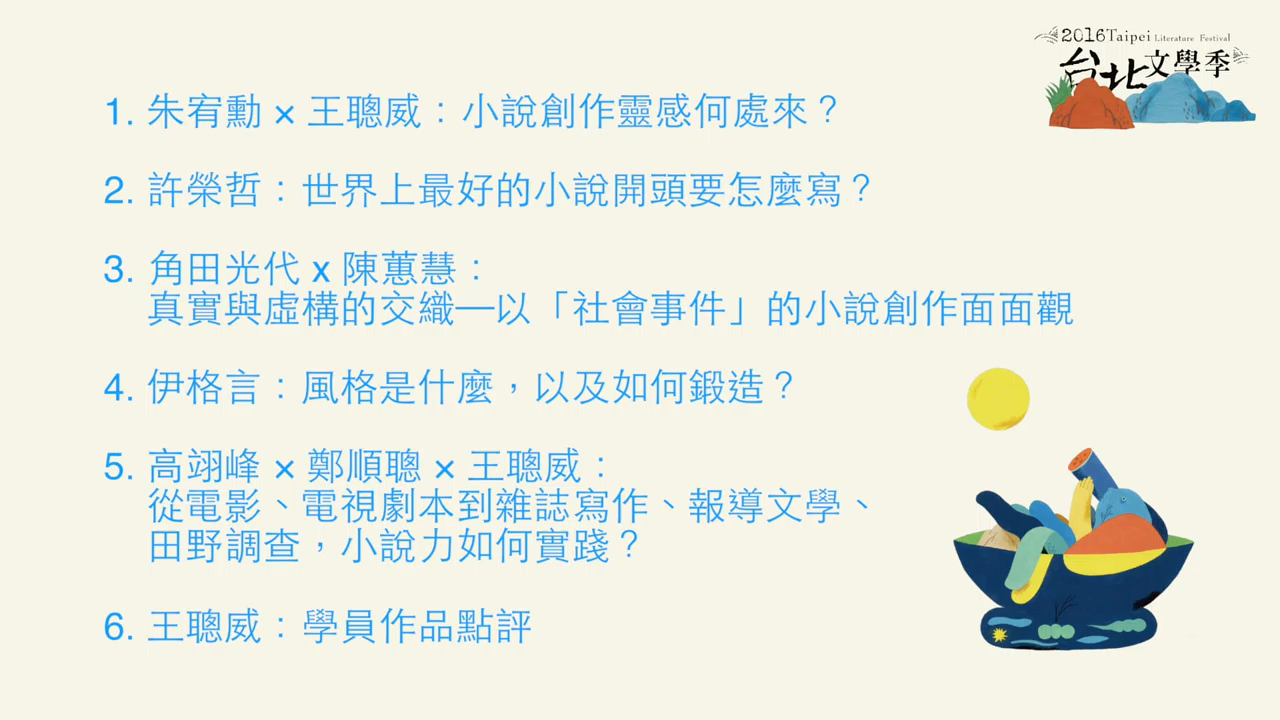 2016Taipei Literature Festival
台北文學季
1. 朱宥勳 × 王聰威：小說創作靈感何處來？
2. 許榮哲：世界上最好的小說開頭要怎麼寫？
3. 角田光代 x 陳蕙慧：
真實與虛構的交織—以「社會事件」的小說創作面面觀
4. 伊格言：風格是什麼，以及如何鍛造？
5. 高翊峰 × 鄭順聰 × 王聰威：
從電影、電視劇本到雜誌寫作、報導文學、
田野調查，小說力如何實踐？
6. 王聰威：學員作品點評